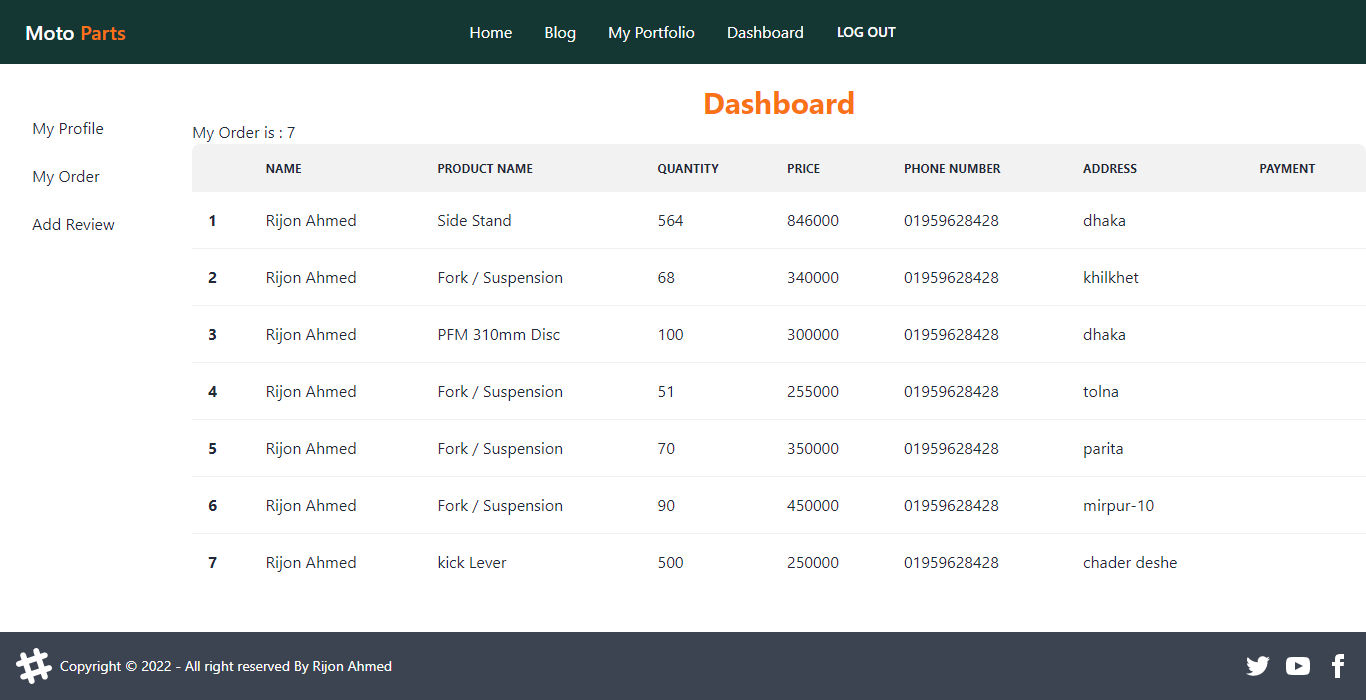 Moto Parts Home Blog My Portfolio Dashboard LOG OUT
Dashboard
My Profile
My Order
Add Review
My Order is : 7
NAME PRODUCT NAME QUANTITY PRICE PHONE NUMBER ADDRESS PAYMENT
1 Rijon Ahmed Side Stand 564 846000 01959628428 dhaka
2 Rijon Ahmed Fork / Suspension 68 340000 01959628428 khilkhet
3 Rijon Ahmed PFM 310mm Disc 100 300000 01959628428 dhaka
4 Rijon Ahmed Fork / Suspension 51 255000 01959628428 tolna
5 Rijon Ahmed Fork / Suspension 70 350000 01959628428 parita
6 Rijon Ahmed Fork / Suspension 90 450000 01959628428 mirpur-10
7 Rijon Ahmed kick Lever 500 250000 01959628428 chader deshe
Copyright © 2022 - All right reserved By Rijon Ahmed